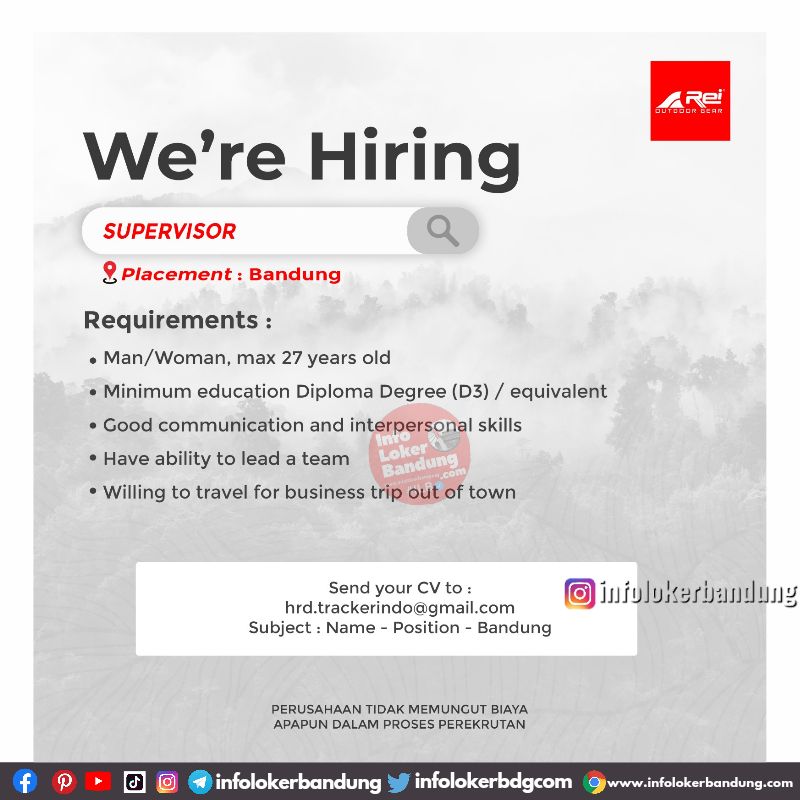 Rei
OUTDOOR GEAR
We're Hiring
SUPERVISOR
Placement : Bandung
Requirements :
• Man/Woman, max 27 years old
• Minimum education Diploma Degree (D3) / equivalent
• Good communication and interpersonal skills
• Have ability to lead a team
• Willing to travel for business trip out of town
Info
Loker
Bandung
.com
Send your CV to :
hrd.trackerindo@gmail.com
Subject : Name - Position - Bandung
infolokerbandung
PERUSAHAAN TIDAK MEMUNGUT BIAYA
APAPUN DALAM PROSES PEREKRUTAN
infolokerbandung infolokerbdgcom www.infolokerbandung.com